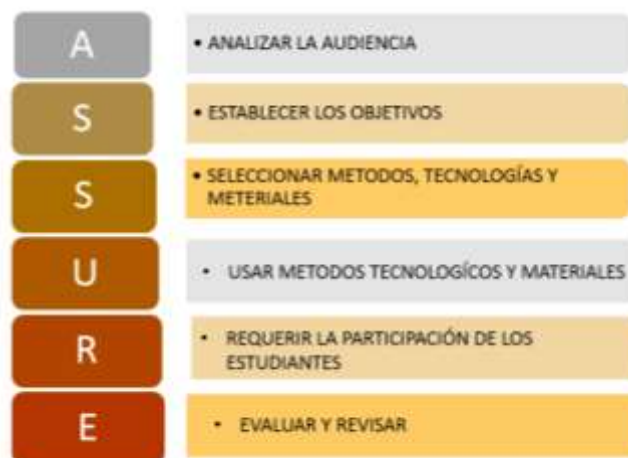 A
• ANALIZAR LA AUDIENCIA
S
• ESTABLECER LOS OBJETIVOS
S
• SELECCIONAR METODOS, TECNOLOGÍAS Y
METERIALES
U
• USAR METODOS TECNOLOGÍCOS Y MATERIALES
R
• REQUERIR LA PARTICIPACIÓN DE LOS
ESTUDIANTES
E
• EVALUAR Y REVISAR